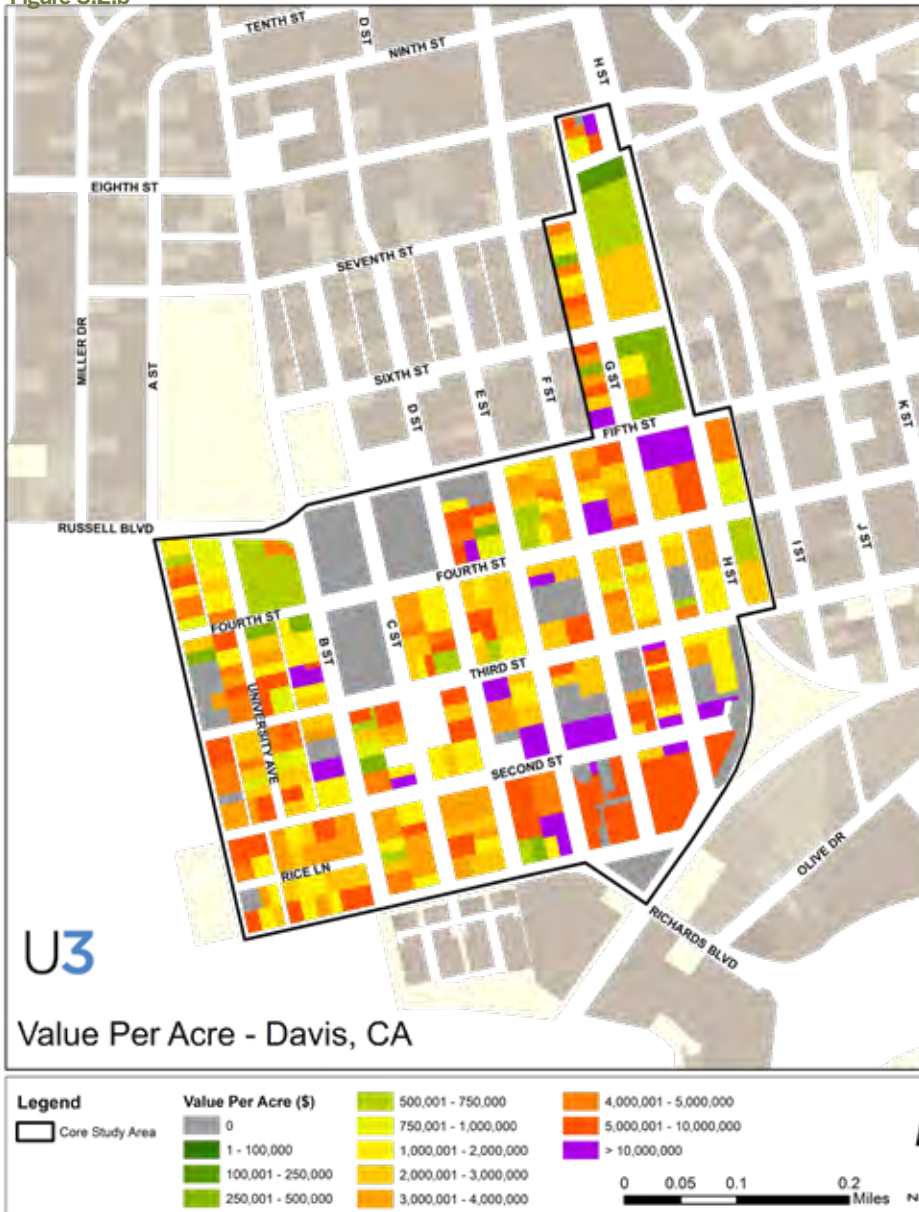 TENTH ST
D ST
NINTH ST
H ST
EIGHTH ST
SEVENTH ST
MILLER DR
A ST
SIXTH ST
D ST
E ST
F ST
G ST
K ST
FIFTH ST
RUSSELL BLVD
FOURTH ST
I ST
J ST
H ST
FOURTH ST
B ST
C ST
THIRD ST
UNIVERSITY AVE
SECOND ST
RICE LN
OLIVE DR
RICHARDS BLVD
U3
Value Per Acre - Davis, CA
Legend
Core Study Area
Value Per Acre ($)
0
1 - 100,000
100,001 - 250,000
250,001 - 500,000
500,001 - 750,000
750,001 - 1,000,000
1,000,001 - 2,000,000
2,000,001 - 3,000,000
3,000,001 - 4,000,000
4,000,001 - 5,000,000
5,000,001 - 10,000,000
> 10,000,000
0 0.05 0.1 0.2
Miles
N